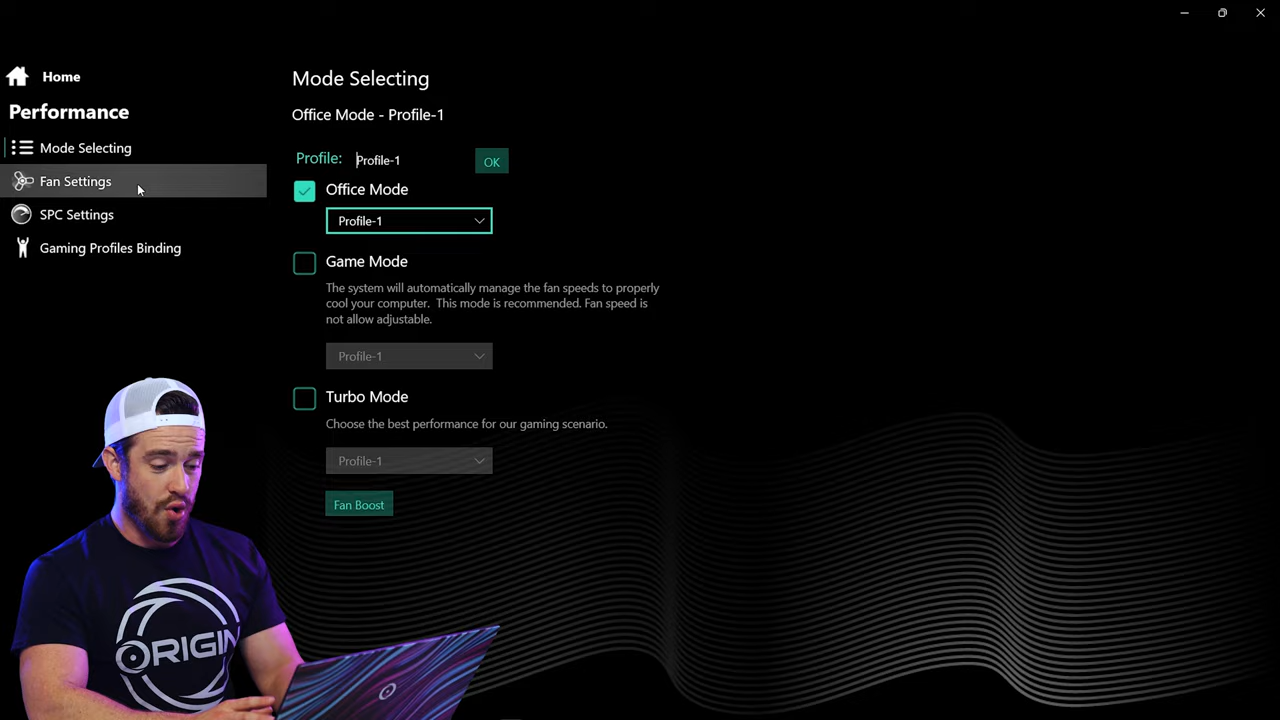 Home
Performance
Mode Selecting
Fan Settings
SPC Settings
Gaming Profiles Binding
Mode Selecting
Office Mode - Profile-1
Profile: Profile-1 OK
Office Mode
Profile-1
Game Mode
The system will automatically manage the fan speeds to properly
cool your computer. This mode is recommended. Fan speed is
not allow adjustable.
Profile-1
Turbo Mode
Choose the best performance for our gaming scenario.
Profile-1
Fan Boost
ORIGIN